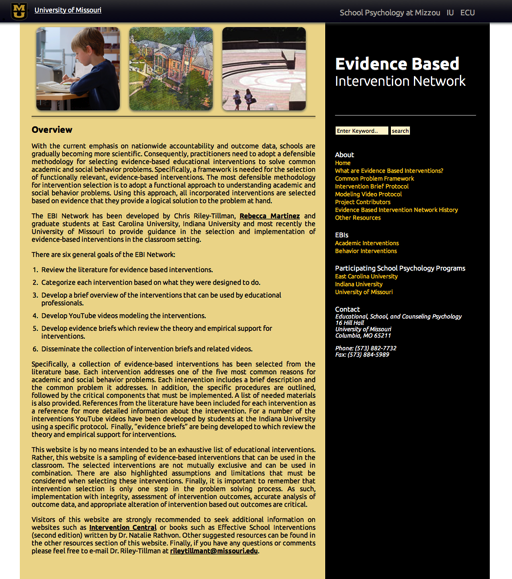 University of Missouri
School Psychology at Mizzou IU ECU
Evidence Based
Intervention Network
Enter Keyword... search
Overview
With the current emphasis on nationwide accountability and outcome data, schools are
gradually becoming more scientific. Consequently, practitioners need to adopt a defensible
methodology for selecting evidence-based educational interventions to solve common
academic and social behavior problems. Specifically, a framework is needed for the selection
of functionally relevant, evidence-based interventions. The most defensible methodology
for intervention selection is to adopt a functional approach to understanding academic and
social behavior problems. Using this approach, all incorporated interventions are selected
based on evidence that they provide a logical solution to the problem at hand.
The EBI Network has been developed by Chris Riley-Tillman, Rebecca Martinez and
graduate students at East Carolina University, Indiana University and most recently the
University of Missouri to provide guidance in the selection and implementation of
evidence-based interventions in the classroom setting.
There are six general goals of the EBI Network:
1. Review the literature for evidence based interventions.
2. Categorize each intervention based on what they were designed to do.
3. Develop a brief overview of the interventions that can be used by educational
professionals.
4. Develop YouTube videos modeling the interventions.
5. Develop evidence briefs which review the theory and empirical support for
interventions.
6. Disseminate the collection of intervention briefs and related videos.
Specifically, a collection of evidence-based interventions has been selected from the
literature base. Each intervention addresses one of the five most common reasons for
academic and social behavior problems. Each intervention includes a brief description and
the common problem it addresses. In addition, the specific procedures are outlined,
followed by the critical components that must be implemented. A list of needed materials
is also provided. References from the literature have been included for each intervention as
a reference for more detailed information about the intervention. For a number of the
interventions YouTube videos have been developed by students at the Indiana University
using a specific protocol. Finally, "evidence briefs" are being developed to which review the
theory and empirical support for interventions.
This website is by no means intended to be an exhaustive list of educational interventions.
Rather, this website is a sampling of evidence-based interventions that can be used in the
classroom. The selected interventions are not mutually exclusive and can be used in
combination. There are also highlighted assumptions and limitations that must be
considered when selecting these interventions. Finally, it is important to remember that
intervention selection is only one step in the problem solving process. As such,
implementation with integrity, assessment of intervention outcomes, accurate analysis of
outcome data, and appropriate alteration of intervention based out outcomes are critical.
Visitors of this website are strongly recommended to seek additional information on
websites such as Intervention Central or books such as Effective School Interventions
(second edition) written by Dr. Natalie Rathvon. Other suggested resources can be found in
the other resources section of this website. Finally, if you have any questions or comments
please feel free to e-mail Dr. Riley-Tillman at rileytillmant@missouri.edu.
About
Home
What are Evidence Based Interventions?
Common Problem Framework
Intervention Brief Protocol
Modeling Video Protocol
Project Contributors
Evidence Based Intervention Network History
Other Resources
EBIs
Academic Interventions
Behavior Interventions
Participating School Psychology Programs
East Carolina University
Indiana University
University of Missouri
Contact
Educational, School, and Counseling Psychology
16 Hill Hall
University of Missouri
Columbia, MO 65211
Phone: (573) 882-7732
Fax: (573) 884-5989